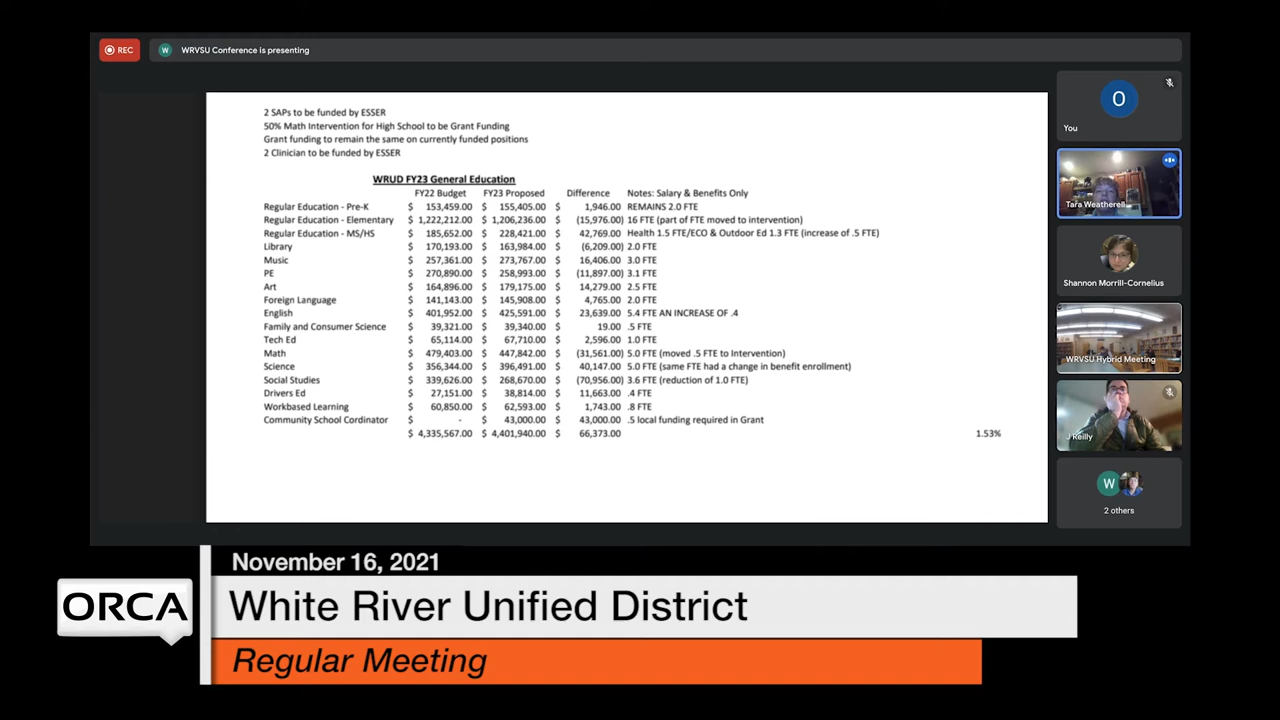 REC
W WRVSU Conference is presenting
2 SAPs to be funded by ESSER
50% Math Intervention for High School to be Grant Funding
Grant funding to remain the same on currently funded positions
2 Clinician to be funded by ESSER
WRUD FY23 General Education
FY22 Budget FY23 Proposed Difference Notes: Salary & Benefits Only
Regular Education - Pre-K $ 153,459.00 $ 155,405.00 $ 1,946.00 REMAINS 2.0 FTE
Regular Education - Elementary $ 1,222,212.00 $ 1,206,236.00 $ (15,976.00) 16 FTE (part of FTE moved to intervention)
Regular Education - MS/HS $ 185,652.00 $ 228,421.00 $ 42,769.00 Health 1.5 FTE/ECO & Outdoor Ed 1.3 FTE (increase of .5 FTE)
Library $ 170,193.00 $ 163,984.00 $ (6,209.00) 2.0 FTE
Music $ 257,361.00 $ 273,767.00 $ 16,406.00 3.0 FTE
PE $ 270,890.00 $ 258,993.00 $ (11,897.00) 3.1 FTE
Art $ 164,896.00 $ 179,175.00 $ 14,279.00 2.5 FTE
Foreign Language $ 141,143.00 $ 145,908.00 $ 4,765.00 2.0 FTE
English $ 401,952.00 $ 425,591.00 $ 23,639.00 5.4 FTE AN INCREASE OF .4
Family and Consumer Science $ 39,321.00 $ 39,340.00 $ 19.00 .5 FTE
Tech Ed $ 65,114.00 $ 67,710.00 $ 2,596.00 1.0 FTE
Math $ 479,403.00 $ 447,842.00 $ (31,561.00) 5.0 FTE (moved .5 FTE to Intervention)
Science $ 356,344.00 $ 396,491.00 $ 40,147.00 5.0 FTE (same FTE had a change in benefit enrollment)
Social Studies $ 339,626.00 $ 268,670.00 $ (70,956.00) 3.6 FTE (reduction of 1.0 FTE)
Drivers Ed $ 27,151.00 $ 38,814.00 $ 11,663.00 .4 FTE
Workbased Learning $ 60,850.00 $ 62,593.00 $ 1,743.00 .8 FTE
Community School Cordinator $ - $ 43,000.00 $ 43,000.00 .5 local funding required in Grant
$ 4,335,567.00 $ 4,401,940.00 $ 66,373.00 1.53%
O
You
Tara Weatherell
Shannon Morrill-Cornelius
WRVSU Hybrid Meeting
J Reilly
W
2 others
November 16, 2021
ORCA
White River Unified District
Regular Meeting